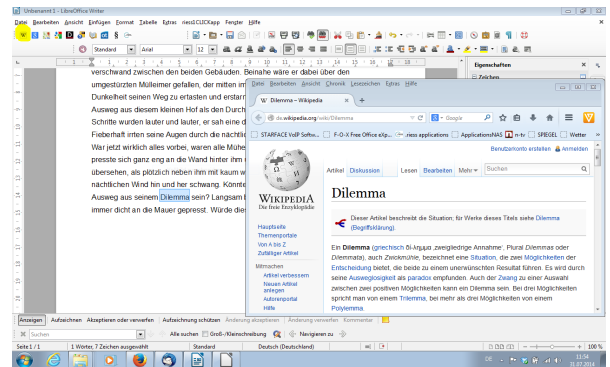 Unbenannt 1 - LibreOffice Writer
Datei Bearbeiten Ansicht Einfügen Format Tabelle Extras riess1CLICKapp Fenster Hilfe
Standard Arial 12
verschwand zwischen den beiden Gebäuden. Beinahe wäre er dabei über den
umgestürzten Mülleimer gefallen, der mitten im
Dunkelheit seinen Weg zu ertasten und erstarr
Ausweg aus diesem kleinen Hof als den Durch
Schritte wurden lauter und lauter, er sah eine d
Fieberhaft irrten seine Augen durch die nächtlic
War jetzt wirklich alles vorbei, waren alle Mühe
presste sich ganz eng an die Wand hinter ihm
übersehen, als plötzlich neben ihm mit kaum w
nächtlichen Wind hin und her schwang. Könnte
Ausweg aus seinem Dilemma sein? Langsam b
immer dicht an die Mauer gepresst. Würde dies
Eigenschaften
Zeichen
Datei Bearbeiten Ansicht Chronik Lesezeichen Extras Hilfe
W Dilemma – Wikipedia
de.wikipedia.org/wiki/Dilemma
Google
STARFACE VoIP Softw... F-O-X Free Office eXp... riess applications ApplicationsNAS n-tv SPIEGEL Wetter
Benutzerkonto erstellen Anmelden
WIKIPEDIA
Die freie Enzyklopädie
Hauptseite
Themenportale
Von A bis Z
Zufälliger Artikel
Mitmachen
Artikel verbessern
Neuen Artikel
anlegen
Autorenportal
Hilfe
Artikel Diskussion Lesen Bearbeiten Mehr Suchen
Dilemma
Dieser Artikel beschreibt die Situation; für Werke dieses Titels siehe Dilemma
(Begriffsklärung).
Ein Dilemma (griechisch δί-λημμα „zweigliedrige Annahme“. Plural Dilemmas oder
Dilemmata), auch Zwickmühle, bezeichnet eine Situation, die zwei Möglichkeiten der
Entscheidung bietet, die beide zu einem unerwünschten Resultat führen. Es wird durch
seine Ausweglosigkeit als paradox empfunden. Auch der Zwang zu einer Auswahl
zwischen zwei positiven Möglichkeiten kann ein Dilemma sein. Bei drei Möglichkeiten
spricht man von einem Trilemma, bei mehr als drei Möglichkeiten von einem
Polylemma.
Anzeigen Aufzeichnen Akzeptieren oder verwerfen Aufzeichnung schützen Änderung akzeptieren Änderung verwerfen Kommentar
Suchen Alle suchen Groß-/Kleinschreibung Navigieren zu
Seite 1 / 1 1 Wörter, 7 Zeichen ausgewählt Standard Deutsch (Deutschland) 100 %
DE 11:54
31.07.2014